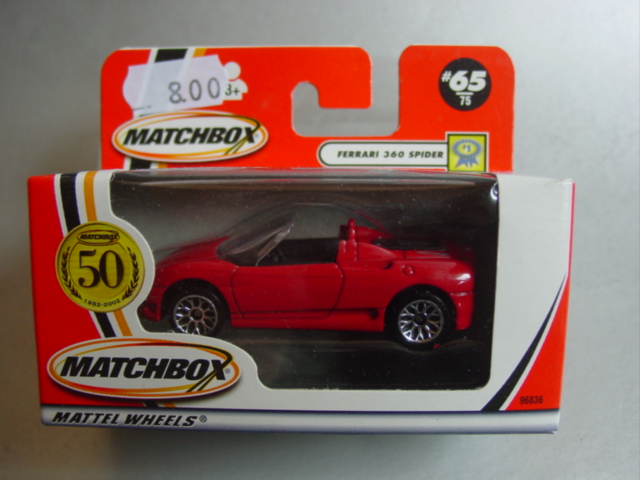 8.00
3+
MATCHBOX®
#65
75
FERRARI 360 SPIDER
#1
MATCHBOX
50
1952-2002
MATCHBOX®
MATTEL WHEELS®
96836